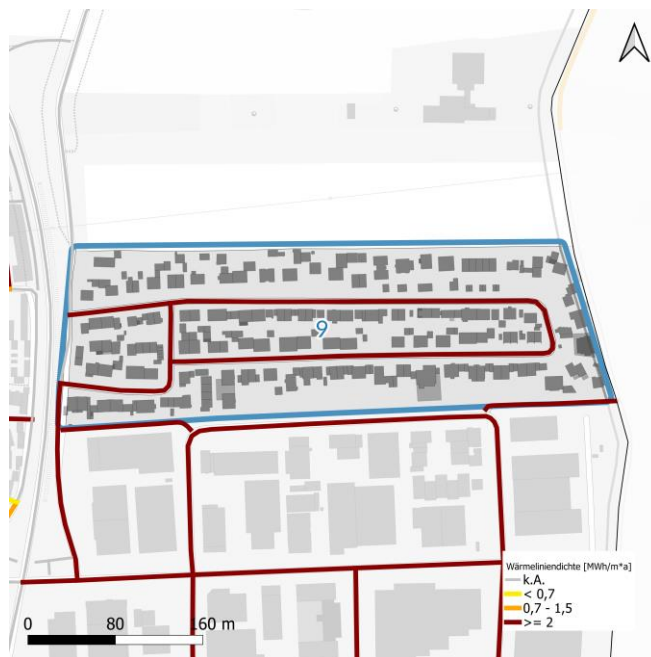 9
Wärmeliniendichte [MWh/m*a]
k.A.
< 0,7
0,7 - 1,5
>= 2
0 80 160 m